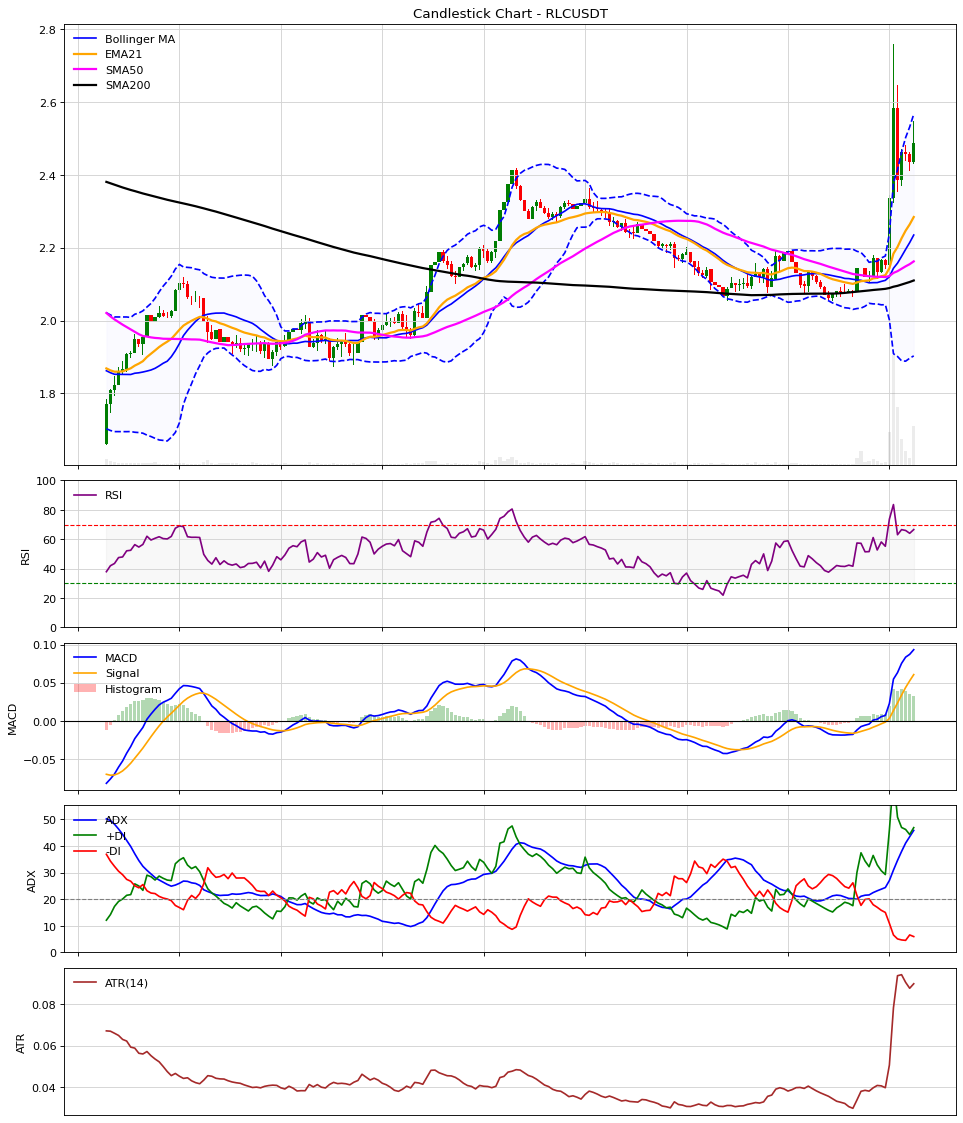 Candlestick Chart - RLCUSDT
Bollinger MA
EMA21
SMA50
SMA200
2.8
2.6
2.4
2.2
2.0
1.8
RSI
RSI
100
80
60
40
20
0
MACD
Signal
Histogram
MACD
0.10
0.05
0.00
−0.05
ADX
+DI
-DI
ADX
50
40
30
20
10
0
ATR(14)
ATR
0.08
0.06
0.04